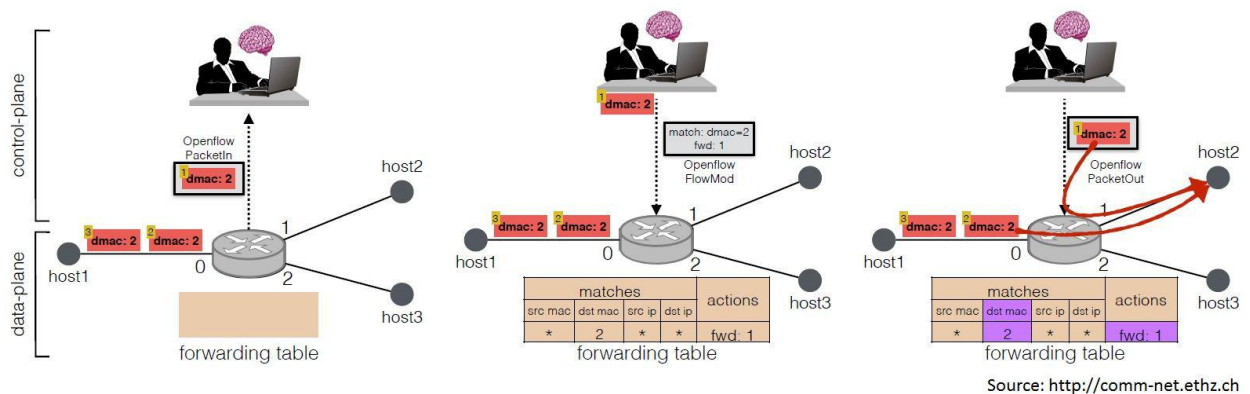 control-plane
data-plane
Openflow
PacketIn
1
dmac: 2
3
dmac: 2
2
dmac: 2
host1
host2
host3
0
1
2
forwarding table
1
dmac: 2
match: dmac=2
fwd: 1
Openflow
FlowMod
3
dmac: 2
2
dmac: 2
host1
host2
host3
0
1
2
matches actions
src mac dst mac src ip dst ip
* 2 * * fwd: 1
forwarding table
1
dmac: 2
Openflow
PacketOut
3
dmac: 2
2
dmac: 2
host1
host2
host3
0
1
2
matches actions
src mac dst mac src ip dst ip
* 2 * * fwd: 1
forwarding table
Source: http://comm-net.ethz.ch